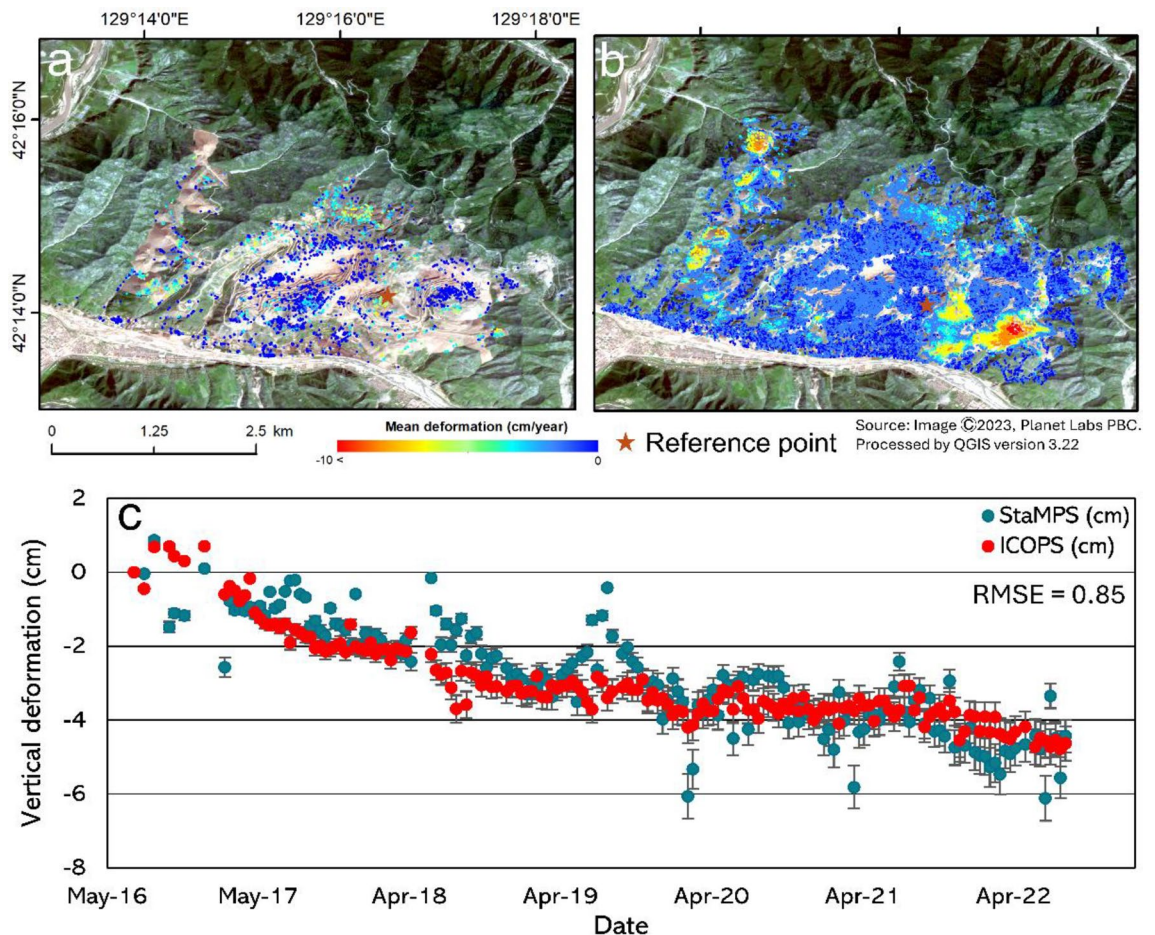 129°14'0"E 129°16'0"E 129°18'0"E
a
b
42°16'0"N
42°14'0"N
0 1.25 2.5 km
Mean deformation (cm/year)
-10 < 0
Reference point
Source: Image ©2023, Planet Labs PBC.
Processed by QGIS version 3.22
C
StaMPS (cm)
ICOPS (cm)
RMSE = 0.85
Vertical deformation (cm)
2
0
-2
-4
-6
-8
May-16 May-17 Apr-18 Apr-19 Apr-20 Apr-21 Apr-22
Date